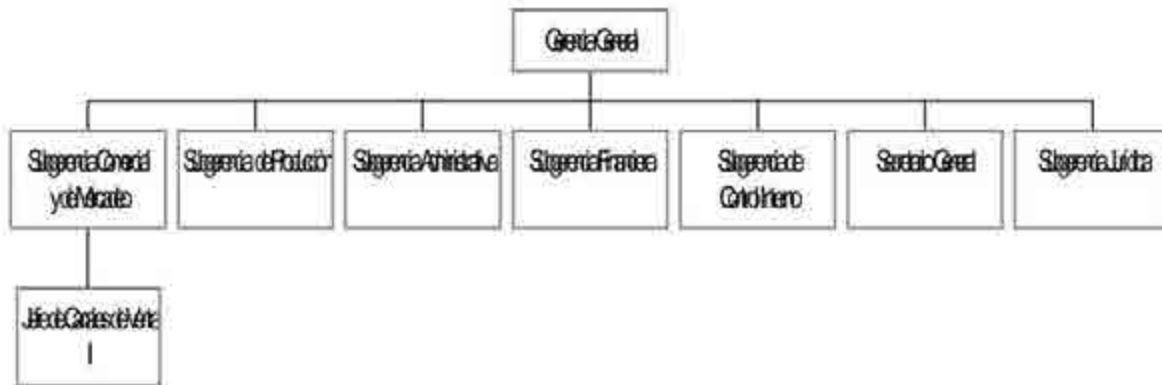 Gerencia General
Subgerencia Comercial
y de Mercadeo
Subgerencia de Producción
Subgerencia Administrativa
Subgerencia Financiera
Subgerencia de
Control Interno
Secretario General
Subgerencia Jurídica
Jefe de Canales de Venta
I